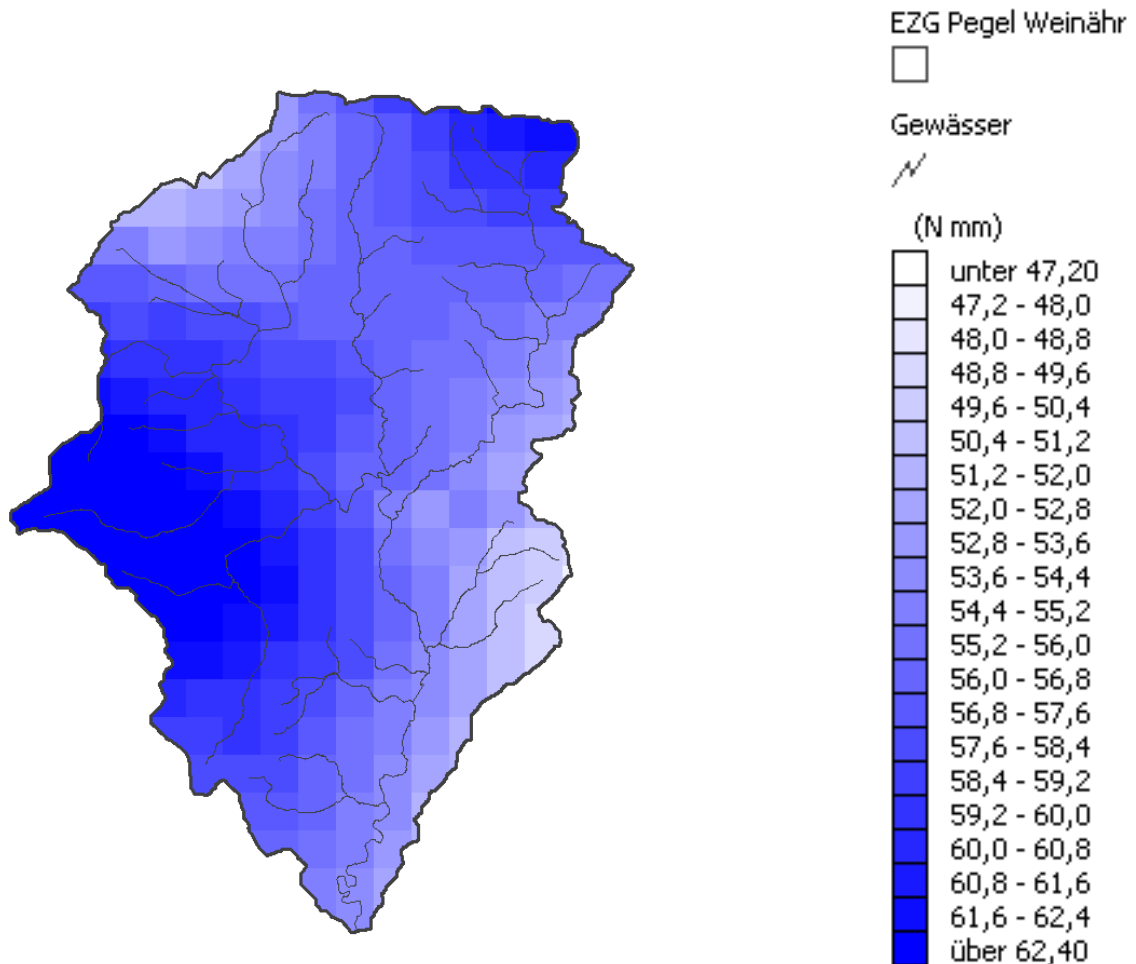 EZG Pegel Weinähr
Gewässer
(N mm)
unter 47,20
47,2 - 48,0
48,0 - 48,8
48,8 - 49,6
49,6 - 50,4
50,4 - 51,2
51,2 - 52,0
52,0 - 52,8
52,8 - 53,6
53,6 - 54,4
54,4 - 55,2
55,2 - 56,0
56,0 - 56,8
56,8 - 57,6
57,6 - 58,4
58,4 - 59,2
59,2 - 60,0
60,0 - 60,8
60,8 - 61,6
61,6 - 62,4
über 62,40